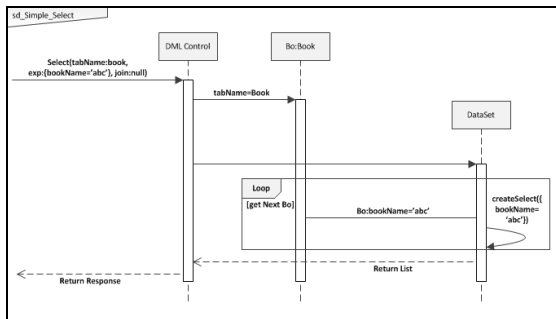 sd_Simple_Select
DML Control
Bo:Book
Select(tabName:book,
exp:{bookName='abc'}, join:null)
tabName=Book
DataSet
Loop
[get Next Bo]
Bo:bookName='abc'
createSelect({
bookName=
'abc'})
Return List
Return Response